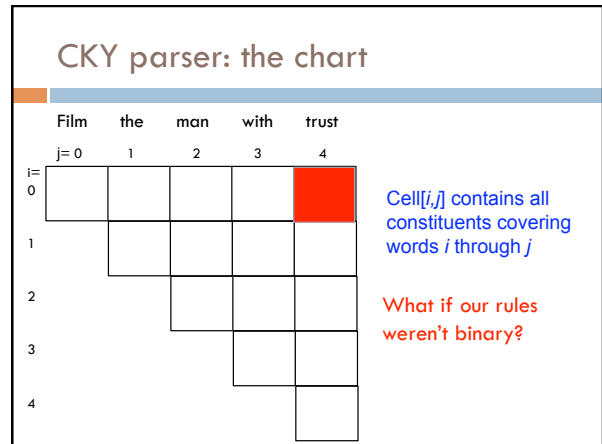 CKY parser: the chart
Film the man with trust
j= 0 1 2 3 4
i=
0
1
2
3
4
Cell[i,j] contains all
constituents covering
words i through j
What if our rules
weren't binary?